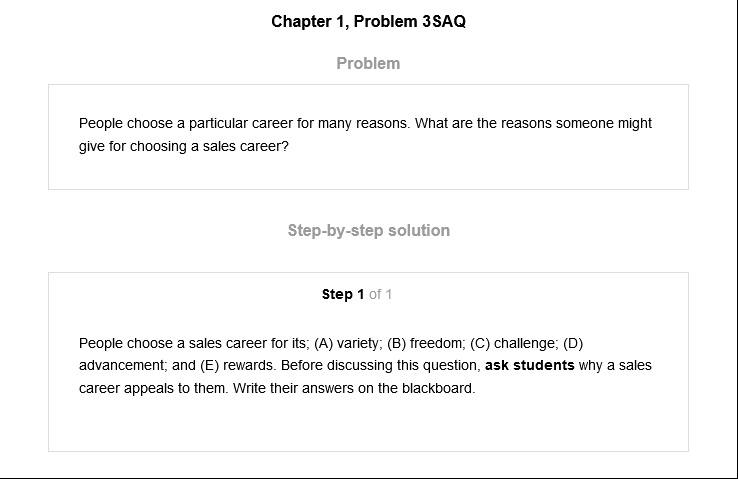 Chapter 1, Problem 3SAQ
Problem
People choose a particular career for many reasons. What are the reasons someone might
give for choosing a sales career?
Step-by-step solution
Step 1 of 1
People choose a sales career for its; (A) variety; (B) freedom; (C) challenge; (D)
advancement; and (E) rewards. Before discussing this question, ask students why a sales
career appeals to them. Write their answers on the blackboard.